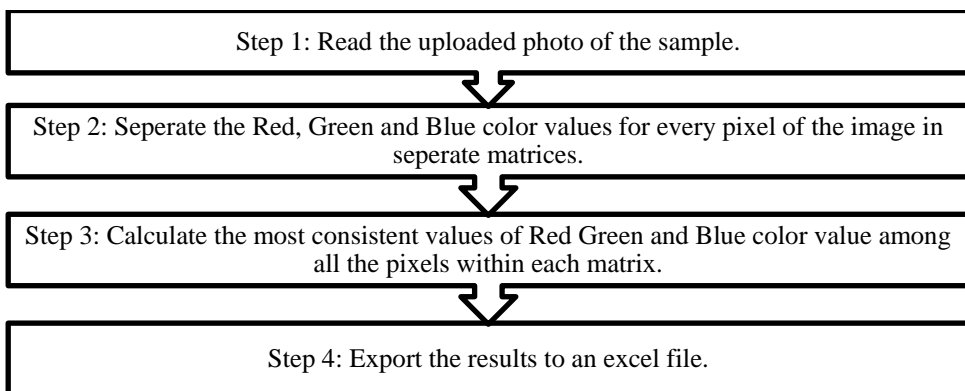 Step 1: Read the uploaded photo of the sample.
Step 2: Seperate the Red, Green and Blue color values for every pixel of the image in
seperate matrices.
Step 3: Calculate the most consistent values of Red Green and Blue color value among
all the pixels within each matrix.
Step 4: Export the results to an excel file.